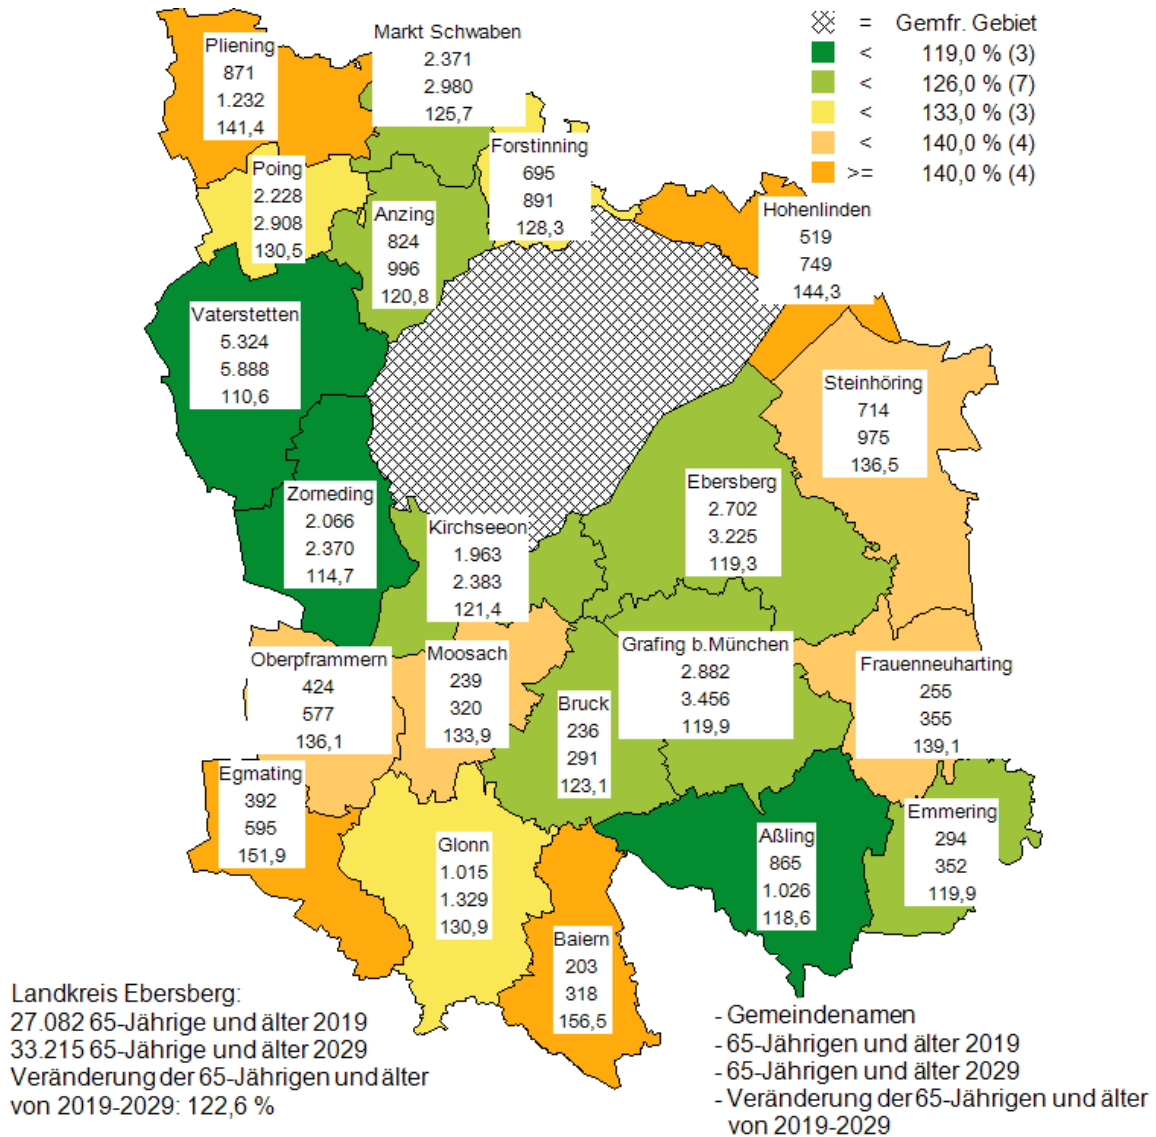 Pliening
871
1.232
141,4
Markt Schwaben
2.371
2.980
125,7
= Gemfr. Gebiet
< 119,0 % (3)
< 126,0 % (7)
< 133,0 % (3)
< 140,0 % (4)
>= 140,0 % (4)
Forstinning
695
891
128,3
Poing
2.228
2.908
130,5
Anzing
824
996
120,8
Hohenlinden
519
749
144,3
Vaterstetten
5.324
5.888
110,6
Steinhöring
714
975
136,5
Zorneding
2.066
2.370
114,7
Kirchseeon
1.963
2.383
121,4
Ebersberg
2.702
3.225
119,3
Oberpframmern
424
577
136,1
Moosach
239
320
133,9
Bruck
236
291
123,1
Grafing b.München
2.882
3.456
119,9
Frauenneuharting
255
355
139,1
Egmating
392
595
151,9
Glonn
1.015
1.329
130,9
Aßling
865
1.026
118,6
Emmering
294
352
119,9
Baiern
203
318
156,5
Landkreis Ebersberg:
27.082 65-Jährige und älter 2019
33.215 65-Jährige und älter 2029
Veränderung der 65-Jährigen und älter
von 2019-2029: 122,6 %
- Gemeindenamen
- 65-Jährigen und älter 2019
- 65-Jährigen und älter 2029
- Veränderung der 65-Jährigen und älter
von 2019-2029